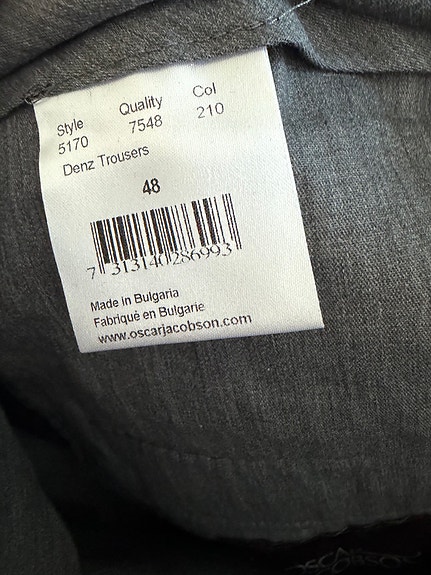 Style Quality Col
5170 7548 210
Denz Trousers
48
7 313140 286993
Made in Bulgaria
Fabriqué en Bulgarie
www.oscarjacobson.com